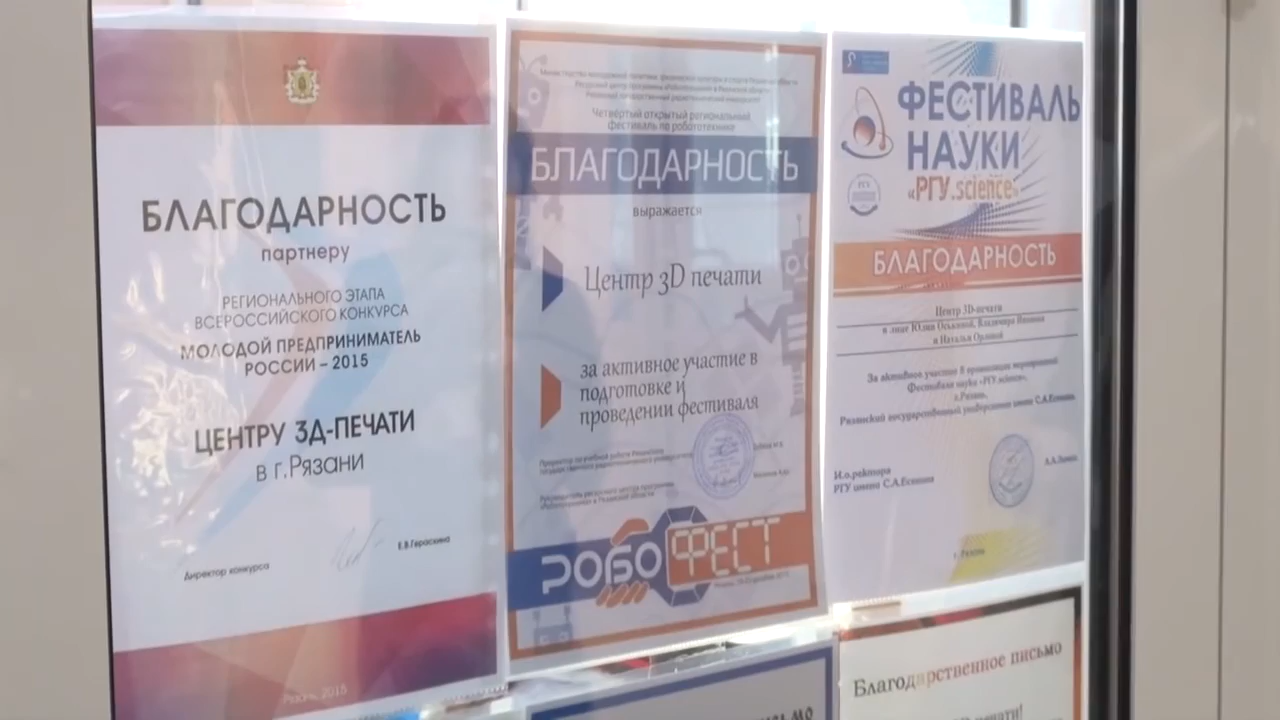 БЛАГОДАРНОСТЬ
партнеру
РЕГИОНАЛЬНОГО ЭТАПА
ВСЕРОССИЙСКОГО КОНКУРСА
МОЛОДОЙ ПРЕДПРИНИМАТЕЛЬ
РОССИИ – 2015
ЦЕНТРУ 3Д-ПЕЧАТИ
в г.Рязани
Директор конкурса
Е.В.Гераскина
Рязань, 2015
Четвёртый открытый региональный
фестиваль по робототехнике
БЛАГОДАРНОСТЬ
выражается
Центр 3D печати
за активное участие в
подготовке и
проведении фестиваля
РОБОФЕСТ
ФЕСТИВАЛЬ
НАУКИ
«РГУ.science»
РГУ
БЛАГОДАРНОСТЬ
Центр 3D-печати
в лице Юлии Оськиной, Владимира
и Натальи Орловой
За активное участие в организации мероприятий
Фестиваля науки «РГУ.science»,
г.Рязань,
Рязанский государственный университет имени С.А.Есенина
И.о.ректора
РГУ имени С.А.Есенина
г. Рязань
Благодарственное письмо